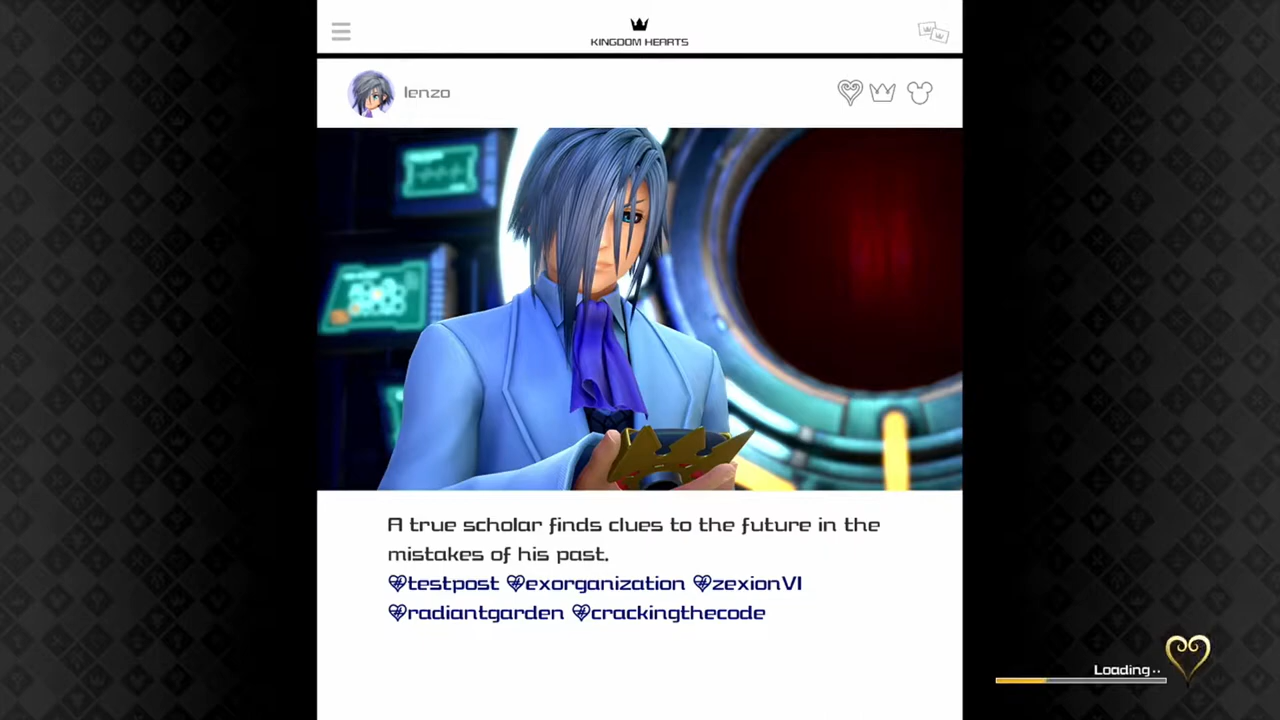 KINGDOM HEARTS
Ienzo
A true scholar finds clues to the future in the
mistakes of his past.
#testpost #exorganization #zexionVI
#radiantgarden #crackingthecode
Loading..